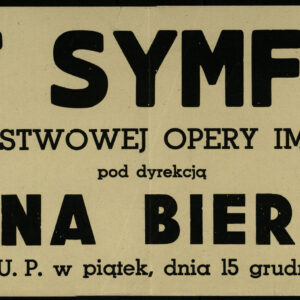 T SYMF
STWOWEJ OPERY IM
pod dyrekcją
NA BIER
U. P. w piątek, dnia 15 grudn